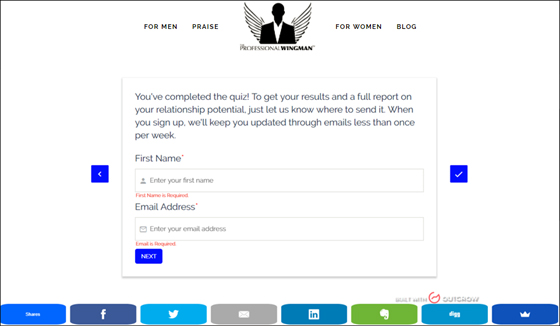 FOR MEN PRAISE FOR WOMEN BLOG
THE PROFESSIONAL WINGMAN
You've completed the quiz! To get your results and a full report on
your relationship potential, just let us know where to send it. When
you sign up, we'll keep you updated through emails less than once
per week.
First Name*
Enter your first name
First Name is Required.
Email Address*
Enter your email address
Email is Required.
NEXT
BUILT WITH OUTGROW
Shares
digg